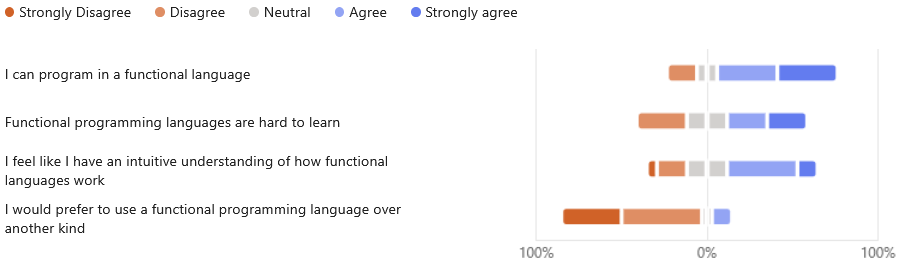 Strongly Disagree Disagree Neutral Agree Strongly agree
I can program in a functional language
Functional programming languages are hard to learn
I feel like I have an intuitive understanding of how functional
languages work
I would prefer to use a functional programming language over
another kind
100% 0% 100%